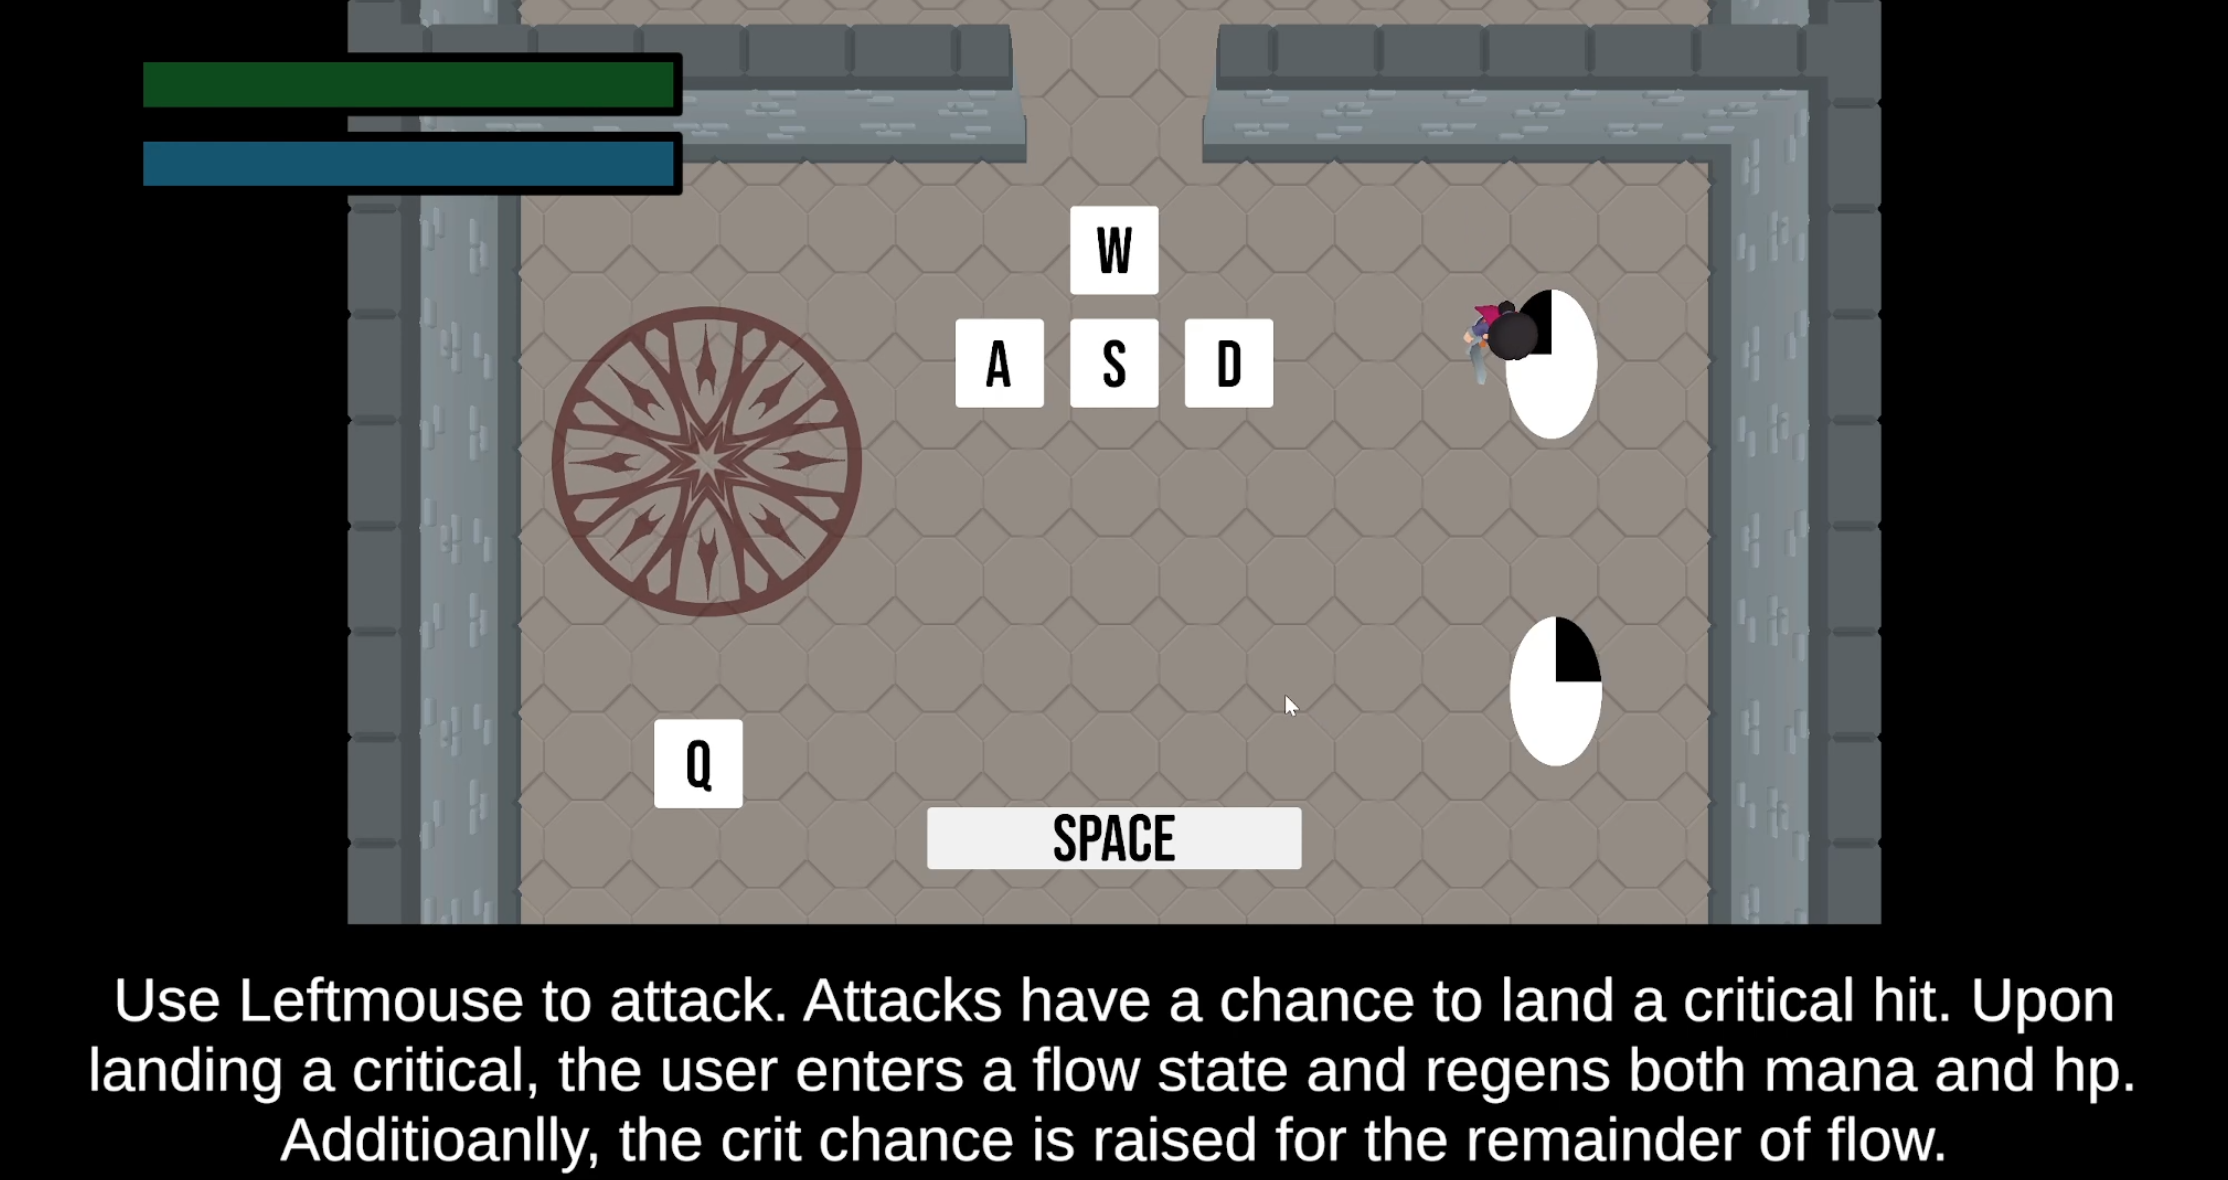 W
A S D
Q
SPACE
Use Leftmouse to attack. Attacks have a chance to land a critical hit. Upon
landing a critical, the user enters a flow state and regens both mana and hp.
Additioanlly, the crit chance is raised for the remainder of flow.